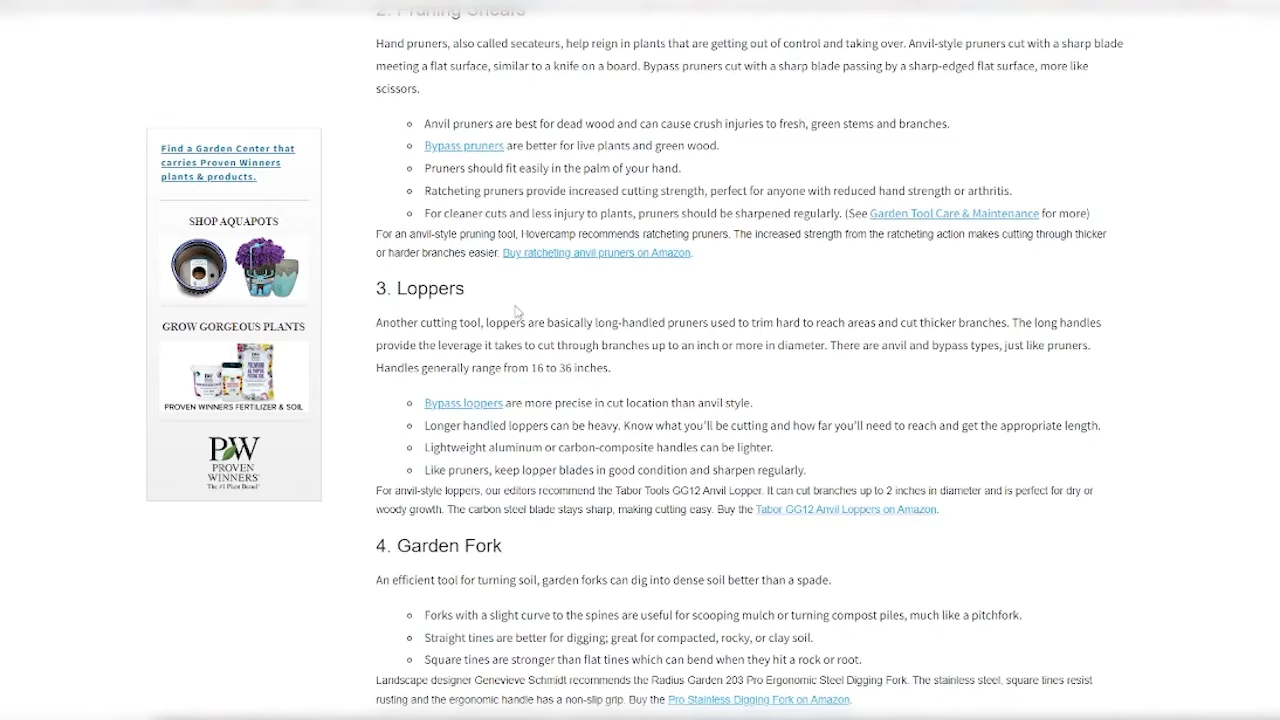 2. Pruning Shears
Hand pruners, also called secateurs, help reign in plants that are getting out of control and taking over. Anvil-style pruners cut with a sharp blade
meeting a flat surface, similar to a knife on a board. Bypass pruners cut with a sharp blade passing by a sharp-edged flat surface, more like
scissors.
Anvil pruners are best for dead wood and can cause crush injuries to fresh, green stems and branches.
Bypass pruners are better for live plants and green wood.
Pruners should fit easily in the palm of your hand.
Ratcheting pruners provide increased cutting strength, perfect for anyone with reduced hand strength or arthritis.
For cleaner cuts and less injury to plants, pruners should be sharpened regularly. (See Garden Tool Care & Maintenance for more)
For an anvil-style pruning tool, Hovercamp recommends ratcheting pruners. The increased strength from the ratcheting action makes cutting through thicker
or harder branches easier. Buy ratcheting anvil pruners on Amazon.
3. Loppers
Another cutting tool, loppers are basically long-handled pruners used to trim hard to reach areas and cut thicker branches. The long handles
provide the leverage it takes to cut through branches up to an inch or more in diameter. There are anvil and bypass types, just like pruners.
Handles generally range from 16 to 36 inches.
Bypass loppers are more precise in cut location than anvil style.
Longer handled loppers can be heavy. Know what you'll be cutting and how far you'll need to reach and get the appropriate length.
Lightweight aluminum or carbon-composite handles can be lighter.
Like pruners, keep lopper blades in good condition and sharpen regularly.
For anvil-style loppers, our editors recommend the Tabor Tools GG12 Anvil Lopper. It can cut branches up to 2 inches in diameter and is perfect for dry or
woody growth. The carbon steel blade stays sharp, making cutting easy. Buy the Tabor GG12 Anvil Loppers on Amazon.
4. Garden Fork
An efficient tool for turning soil, garden forks can dig into dense soil better than a spade.
Forks with a slight curve to the spines are useful for scooping mulch or turning compost piles, much like a pitchfork.
Straight tines are better for digging; great for compacted, rocky, or clay soil.
Square tines are stronger than flat tines which can bend when they hit a rock or root.
Landscape designer Genevieve Schmidt recommends the Radius Garden 203 Pro Ergonomic Steel Digging Fork. The stainless steel, square tines resist
rusting and the ergonomic handle has a non-slip grip. Buy the Pro Stainless Digging Fork on Amazon.
Find a Garden Center that
carries Proven Winners
plants & products.
SHOP AQUAPOTS
GROW GORGEOUS PLANTS
PROVEN WINNERS FERTILIZER & SOIL
PW
PROVEN
WINNERS
The #1 Plant Brand